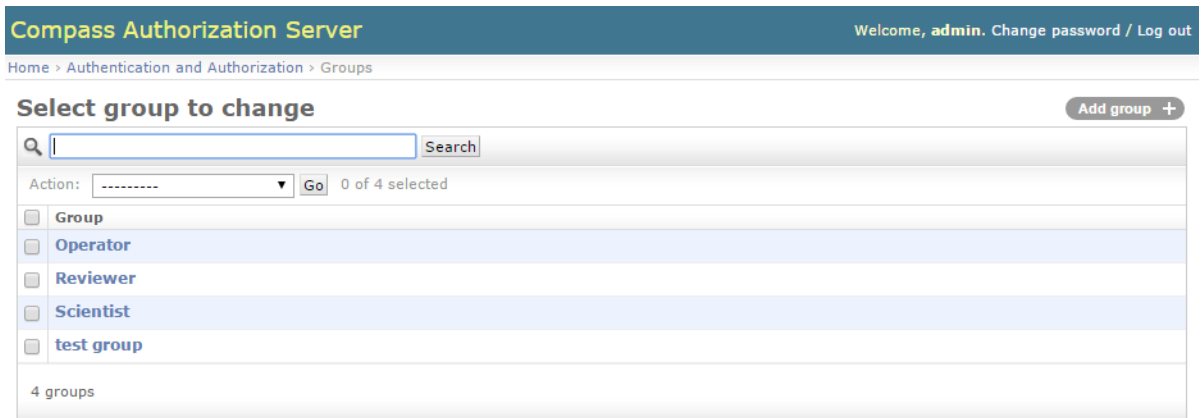 Compass Authorization Server
Welcome, admin. Change password / Log out
Home › Authentication and Authorization › Groups
Select group to change
Add group +
Search
Action: --------- Go 0 of 4 selected
Group
Operator
Reviewer
Scientist
test group
4 groups